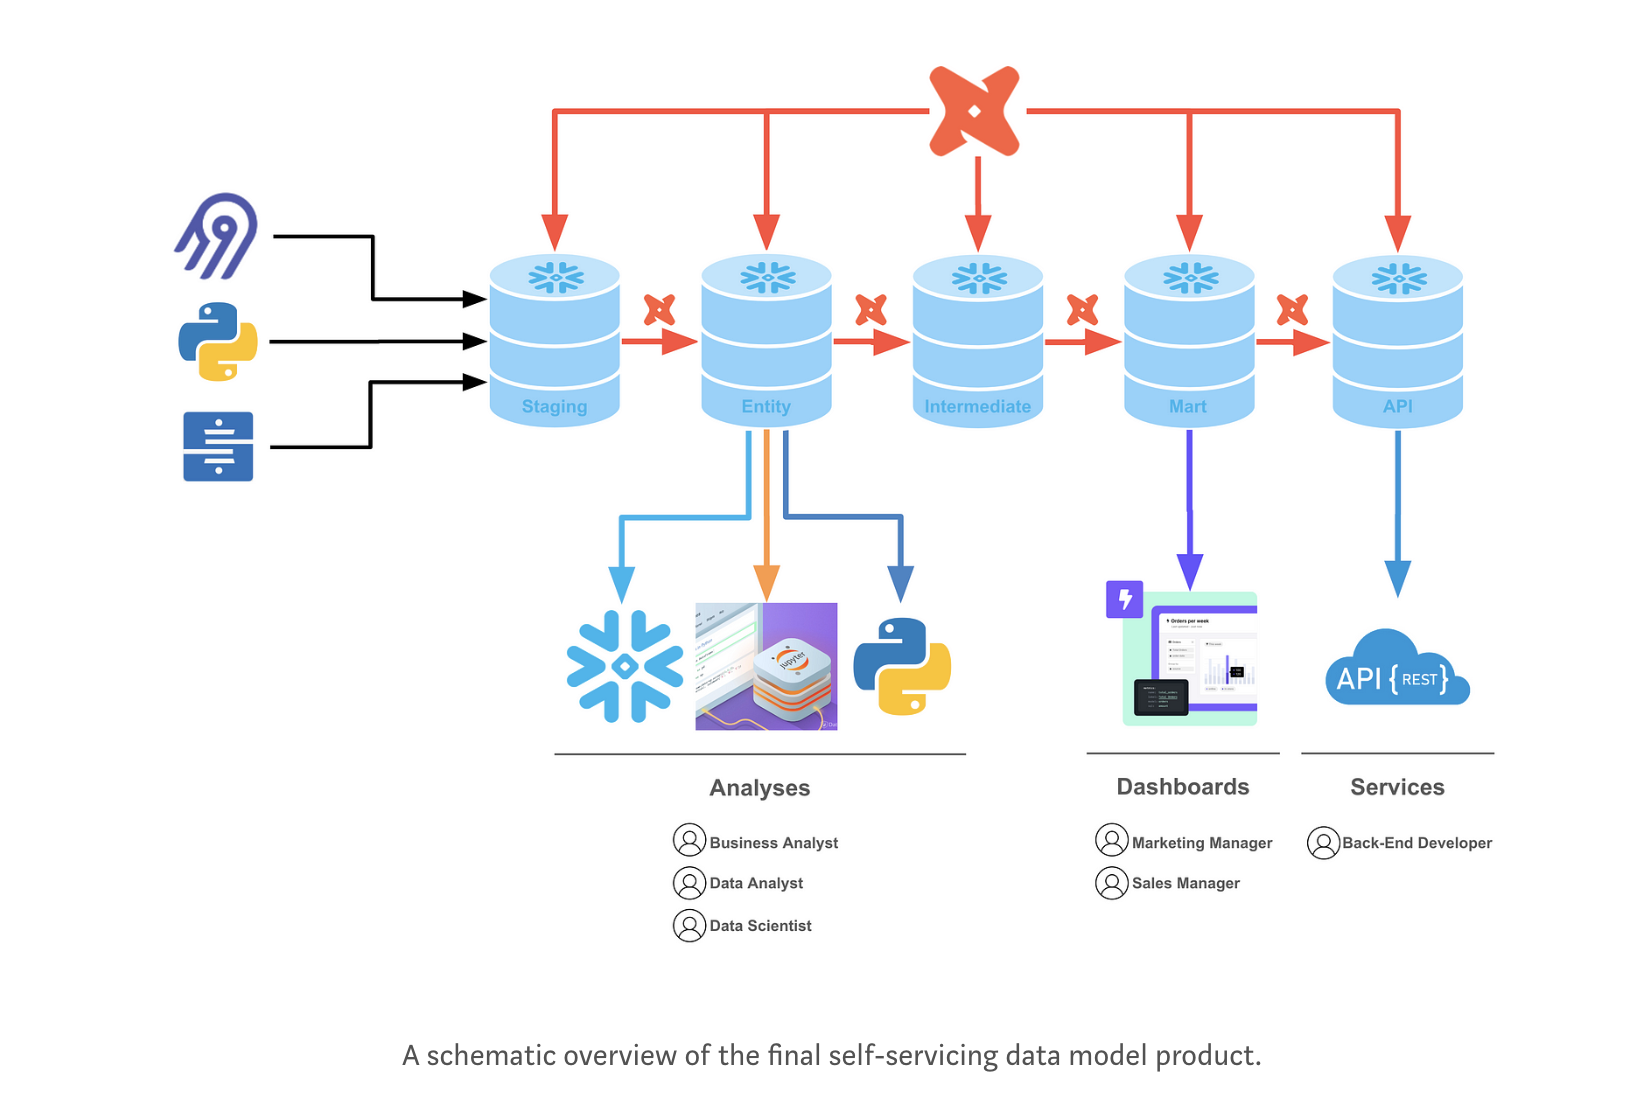 Staging
Entity
Intermediate
Mart
API
jupyter
Orders per week
API {REST}
Analyses
Dashboards
Services
Business Analyst
Marketing Manager
Back-End Developer
Data Analyst
Sales Manager
Data Scientist
A schematic overview of the final self-servicing data model product.